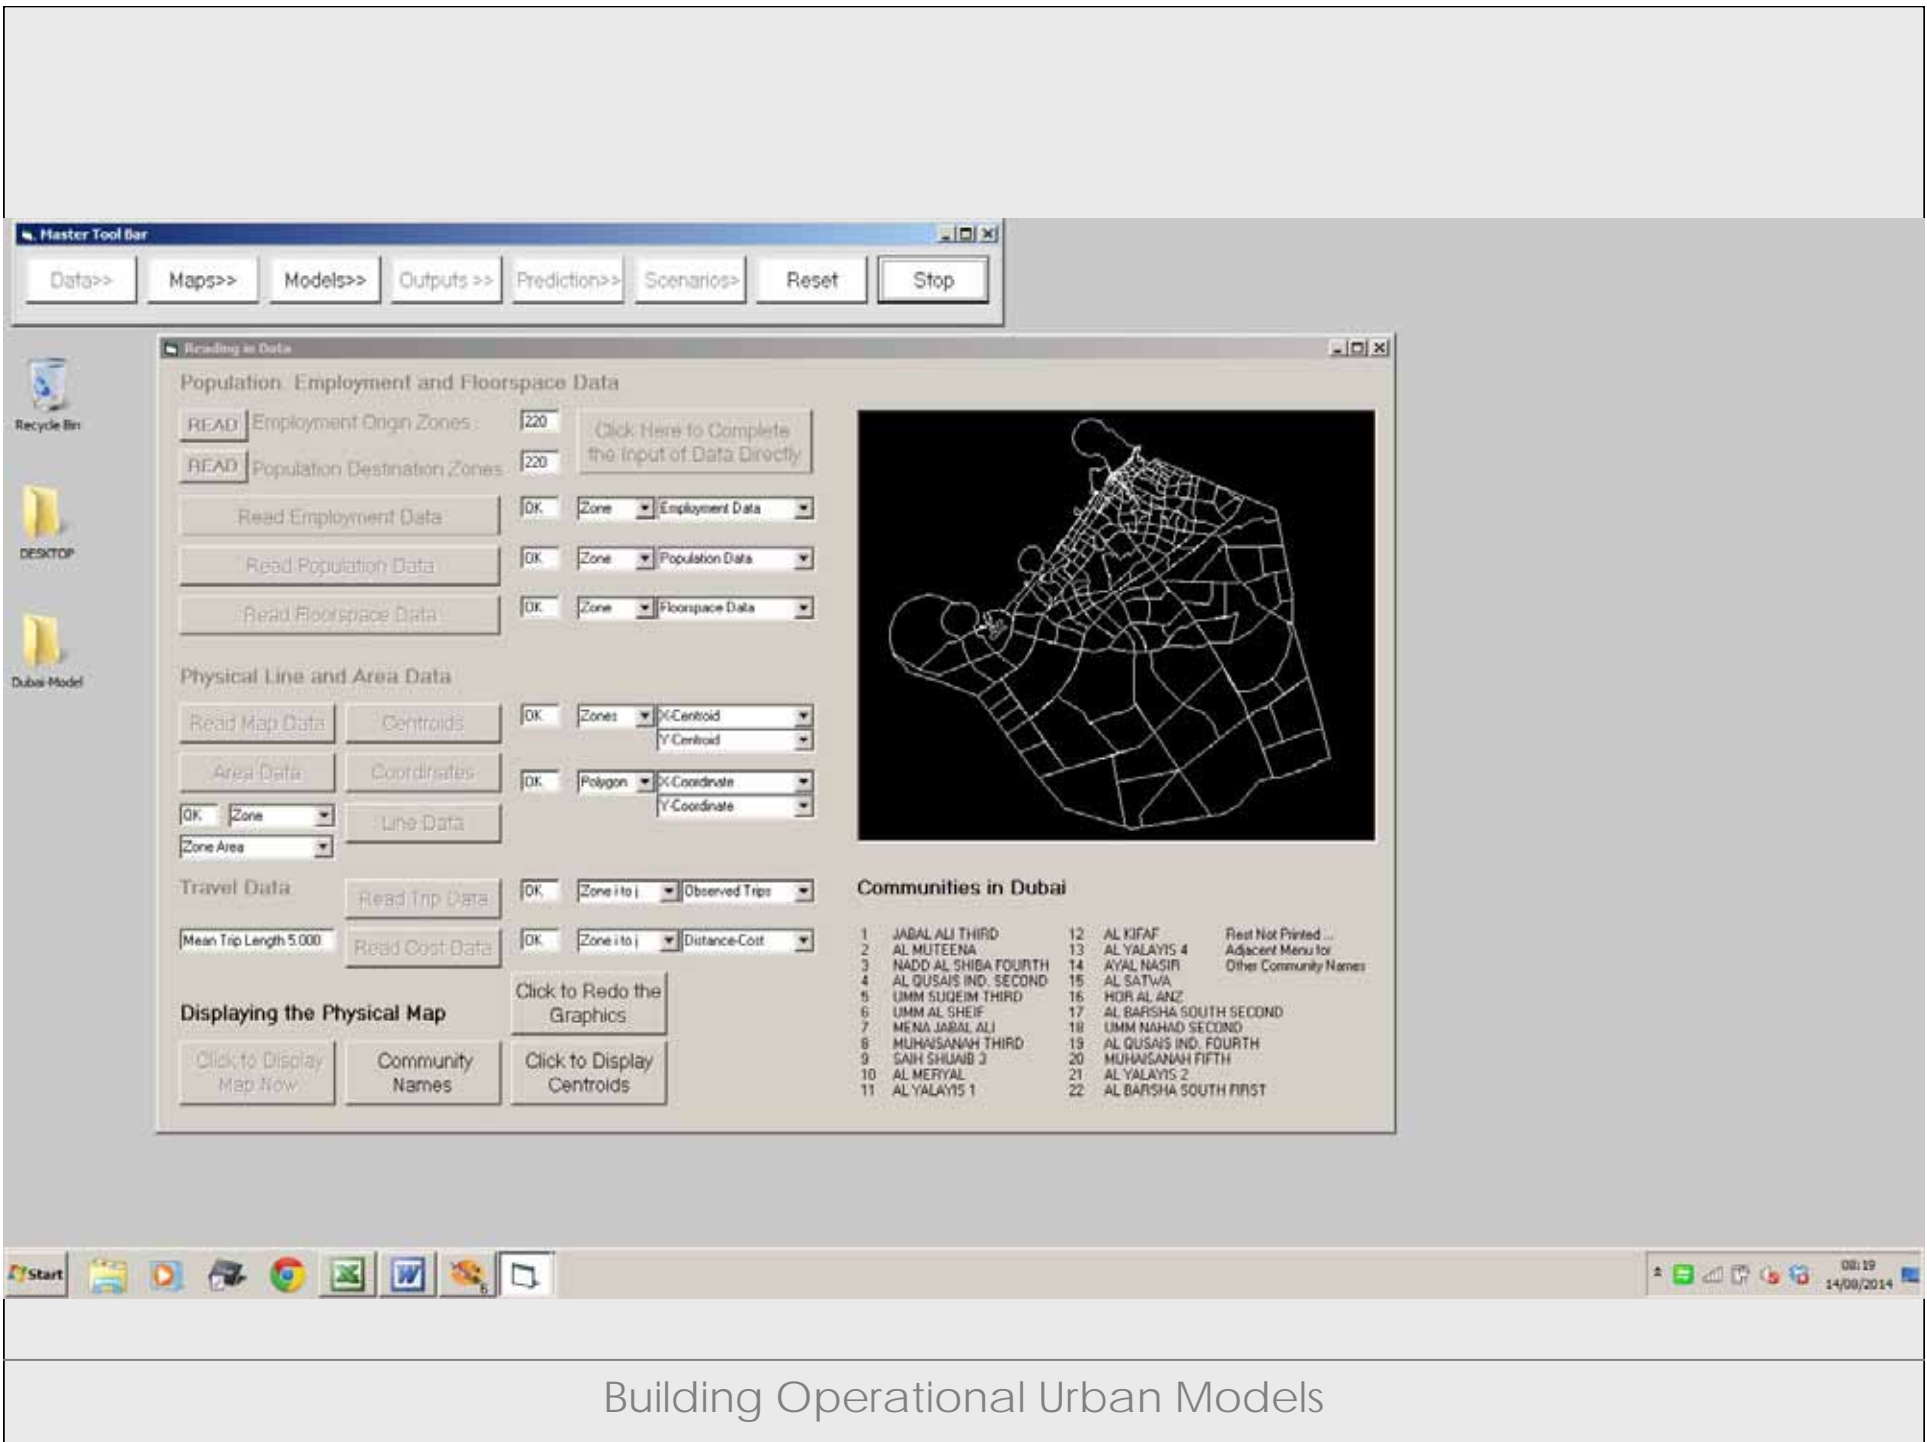 Master Tool Bar
Data>> Maps>> Models>> Outputs >> Prediction>> Scenarios> Reset Stop
Recycle Bin
DESKTOP
Dubai-Model
Reading in Data
Population, Employment and Floorspace Data
READ Employment Origin Zones : 220
READ Population Destination Zones 220
Click Here to Complete
the Input of Data Directly
Read Employment Data OK Zone Employment Data
Read Population Data OK Zone Population Data
Read Floorspace Data OK Zone Floorspace Data
Physical Line and Area Data
Read Map Data Centroids OK Zones X-Centroid
Y-Centroid
Area Data Coordinates OK Polygon X-Coordinate
Y-Coordinate
OK Zone Line Data
Zone Area
Travel Data Read Trip Data OK Zone i to j Observed Trips
Mean Trip Length 5.000 Read Cost Data OK Zone i to j Distance-Cost
Displaying the Physical Map
Click to Redo the
Graphics
Click to Display
Map Now
Community
Names
Click to Display
Centroids
Communities in Dubai
1 JABAL ALI THIRD
2 AL MUTEENA
3 NADD AL SHIBA FOURTH
4 AL QUSAIS IND. SECOND
5 UMM SUQEIM THIRD
6 UMM AL SHEIF
7 MENA JABAL ALI
8 MUHAISANAH THIRD
9 SAIH SHUAIB 3
10 AL MERYAL
11 AL YALAYIS 1
12 AL KIFAF
13 AL YALAYIS 4
14 AYAL NASIR
15 AL SATWA
16 HOR AL ANZ
17 AL BARSHA SOUTH SECOND
18 UMM NAHAD SECOND
19 AL QUSAIS IND. FOURTH
20 MUHAISANAH FIFTH
21 AL YALAYIS 2
22 AL BARSHA SOUTH FIRST
Rest Not Printed ...
Adjacent Menu for
Other Community Names
Start
08:19
14/08/2014
Building Operational Urban Models